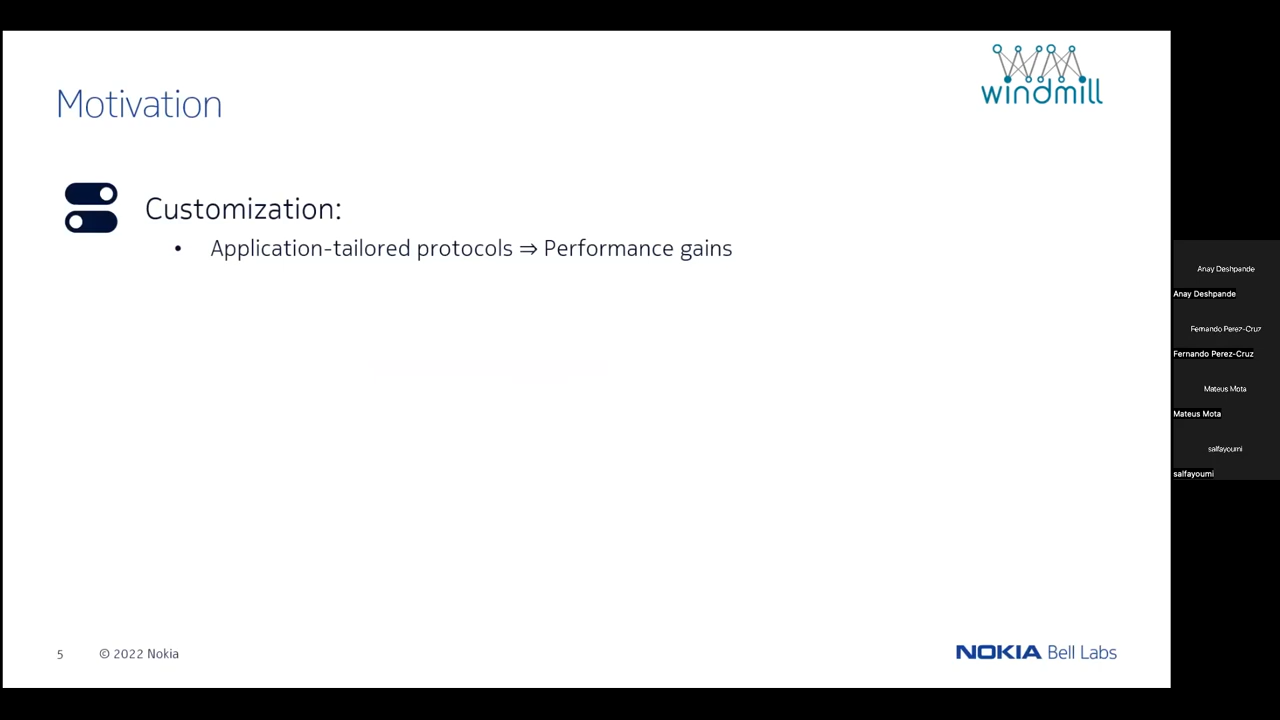 windmill
Motivation
Customization:
• Application-tailored protocols ⇒ Performance gains
Anay Deshpande
Anay Deshpande
Fernando Perez-Cruz
Fernando Perez-Cruz
Mateus Mota
Mateus Mota
salfayoumi
salfayoumi
5 © 2022 Nokia
NOKIA Bell Labs